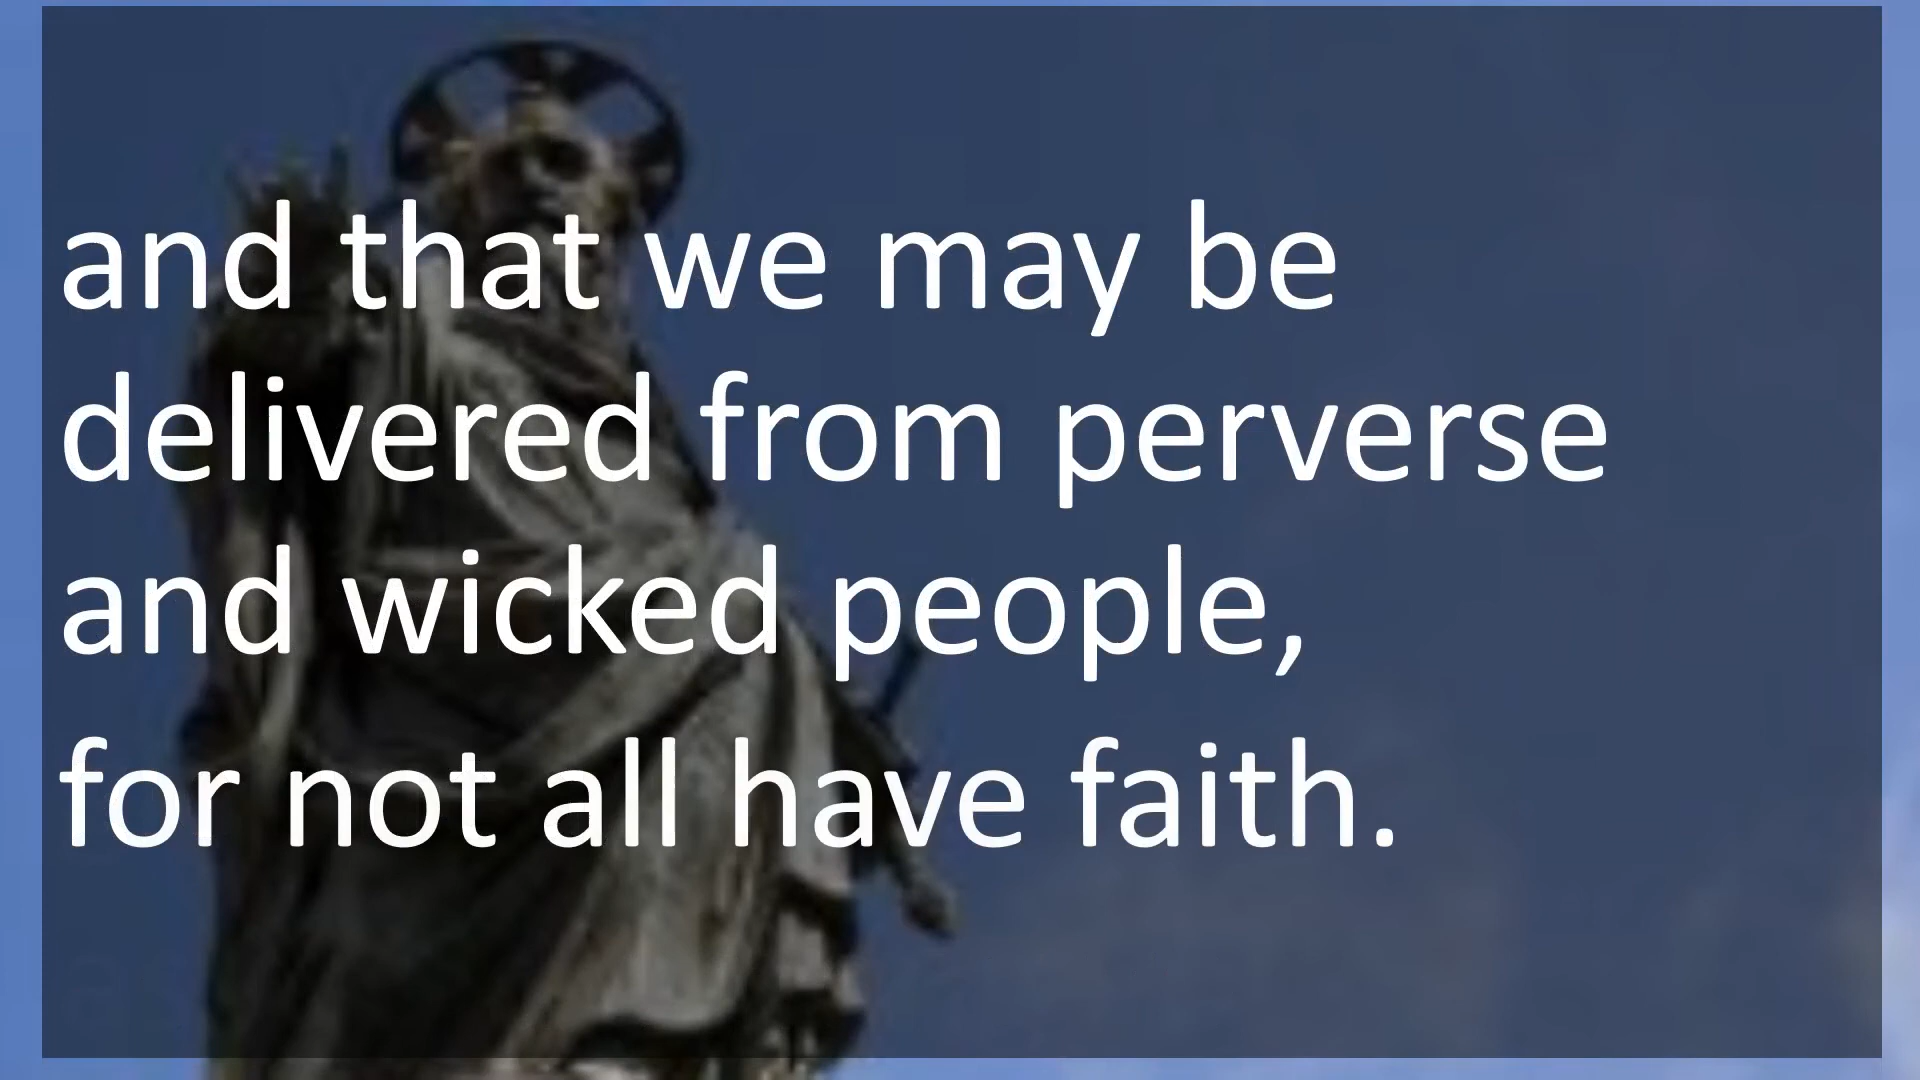 and that we may be
delivered from perverse
and wicked people,
for not all have faith.